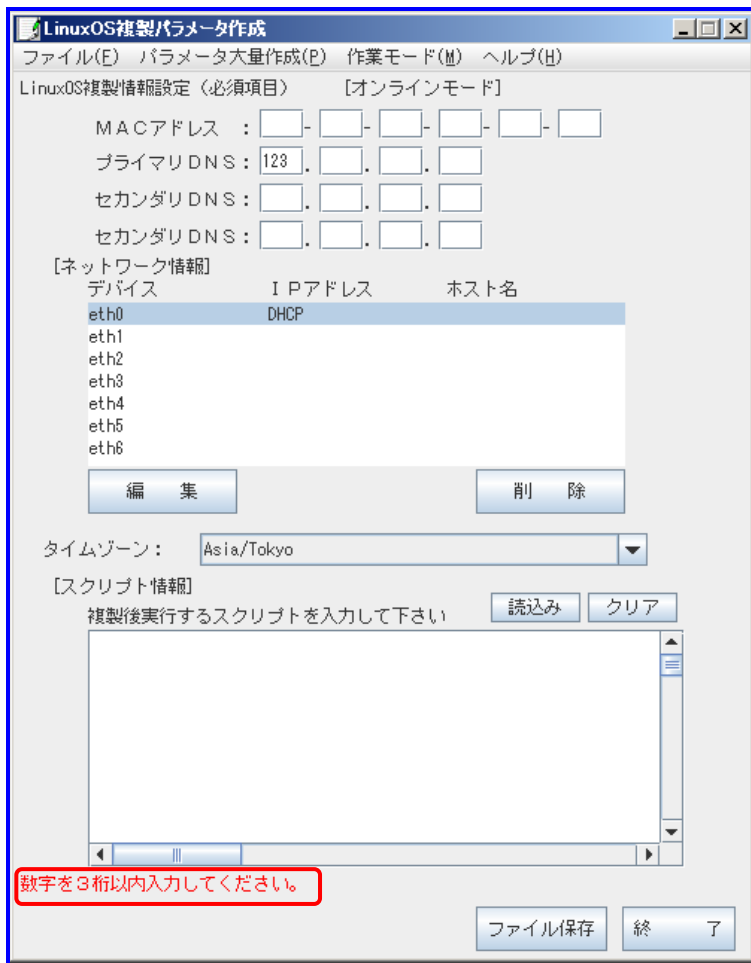 LinuxOS複製パラメータ作成
ファイル(F) パラメータ大量作成(P) 作業モード(M) ヘルプ(H)
LinuxOS複製情報設定（必須項目） [オンラインモード]
ＭＡＣアドレス ： - - - - -
プライマリＤＮＳ： 123 . . .
セカンダリＤＮＳ： . . .
セカンダリＤＮＳ： . . .
[ネットワーク情報]
デバイス ＩＰアドレス ホスト名
eth0 DHCP
eth1
eth2
eth3
eth4
eth5
eth6
編 集 削 除
タイムゾーン： Asia/Tokyo
[スクリプト情報]
複製後実行するスクリプトを入力して下さい 読込み クリア
数字を３桁以内入力してください。
ファイル保存 終 了